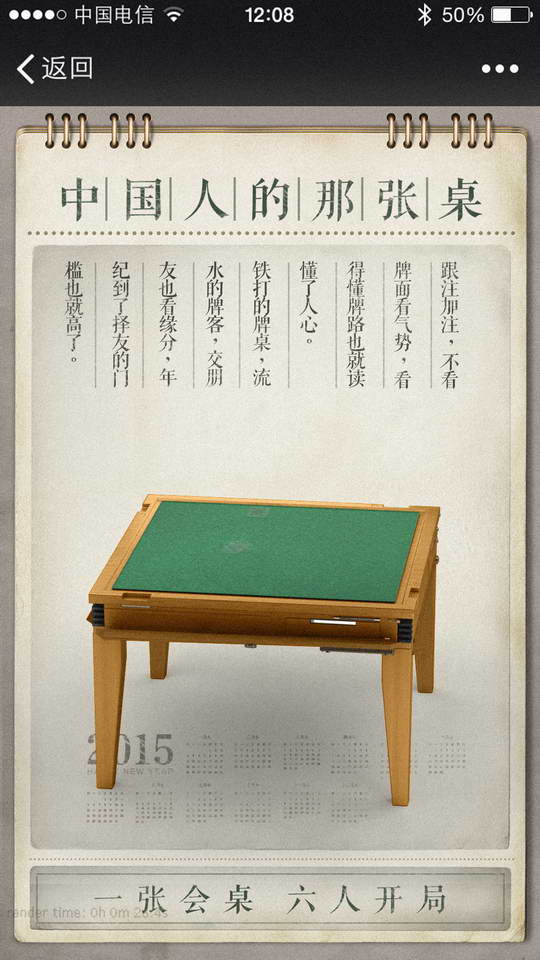 中国电信
12:08
50%
返回
中国人的那张桌
跟注加注，不看
牌面看气势，看
得懂牌路也就读
懂了人心。
铁打的牌桌，流
水的牌客，交朋
友也看缘分，年
纪到了择友的门
槛也就高了。
2015
HAPPY NEW YEAR
一张会桌 六人开局
render time: 0h 0m 28.4s